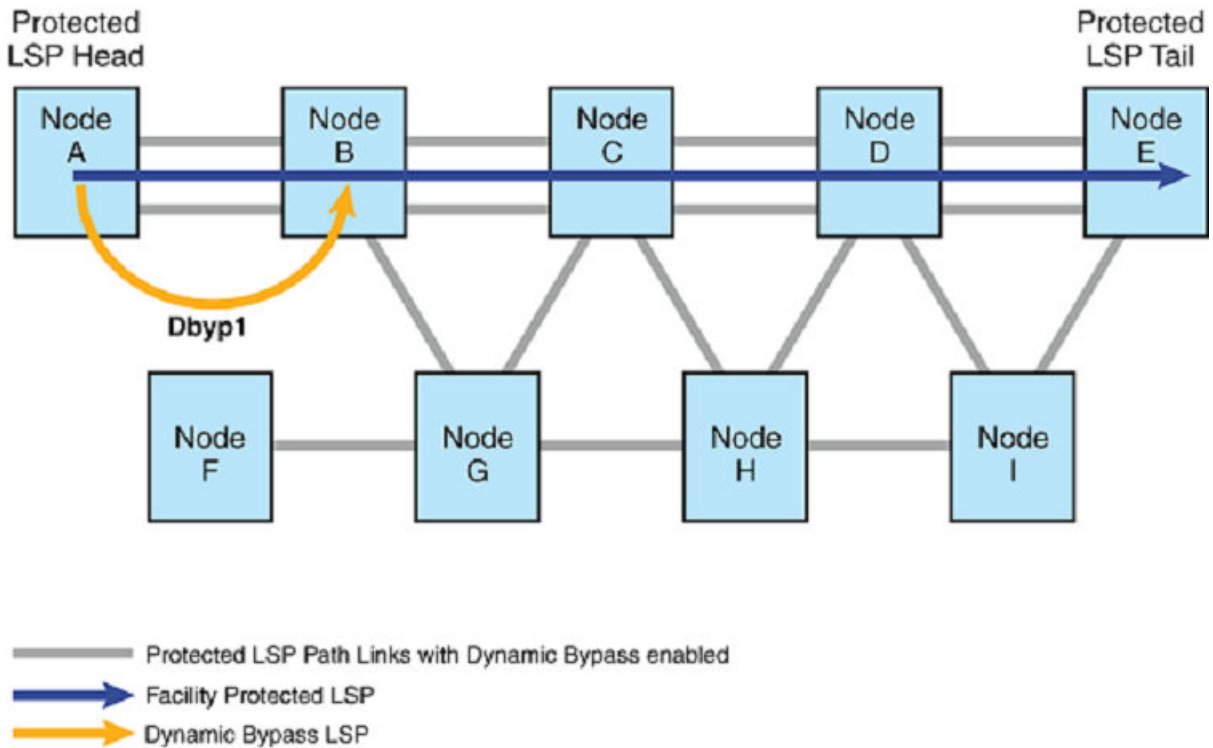 Protected
LSP Head
Protected
LSP Tail
Node
A
Node
B
Node
C
Node
D
Node
E
Dbyp1
Node
F
Node
G
Node
H
Node
I
Protected LSP Path Links with Dynamic Bypass enabled
Facility Protected LSP
Dynamic Bypass LSP